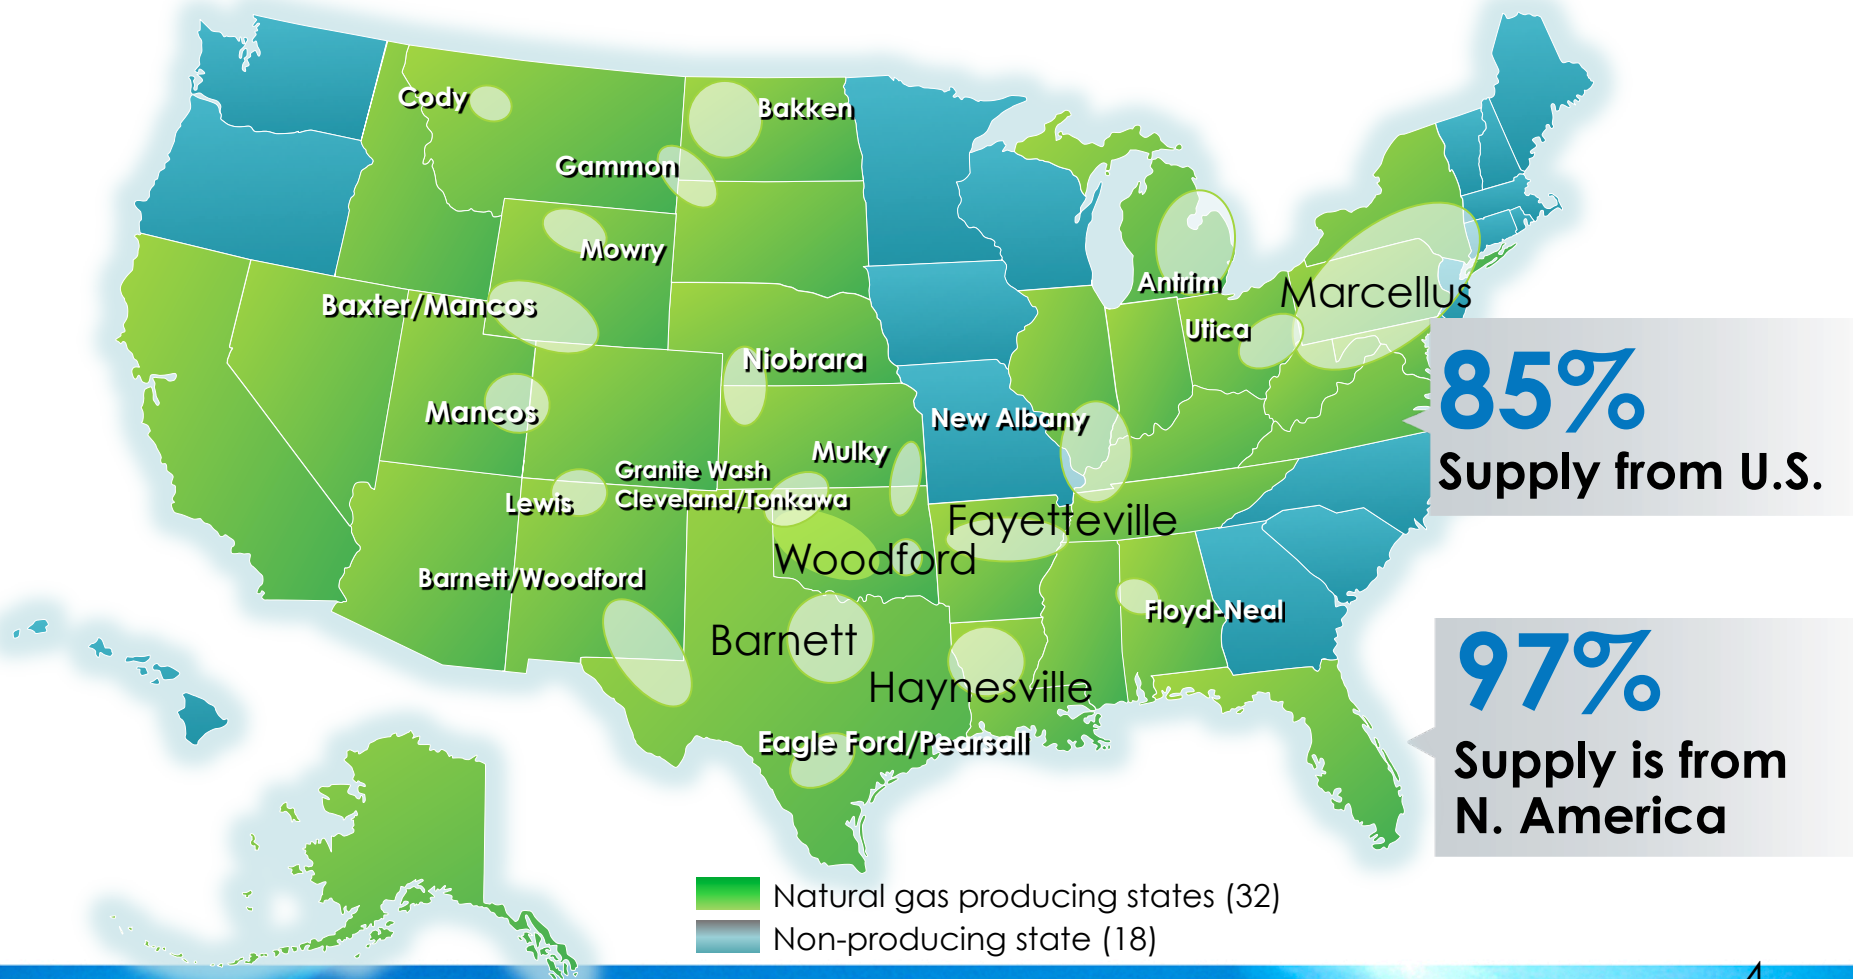 Cody
Bakken
Gammon
Mowry
Antrim
Marcellus
Baxter/Mancos
Utica
Niobrara
85%
Supply from U.S.
Mancos
New Albany
Mulky
Granite Wash
Cleveland/Tonkawa
Lewis
Fayetteville
Woodford
Barnett/Woodford
Floyd-Neal
Barnett
Haynesville
97%
Supply is from
N. America
Eagle Ford/Pearsall
Natural gas producing states (32)
Non-producing state (18)